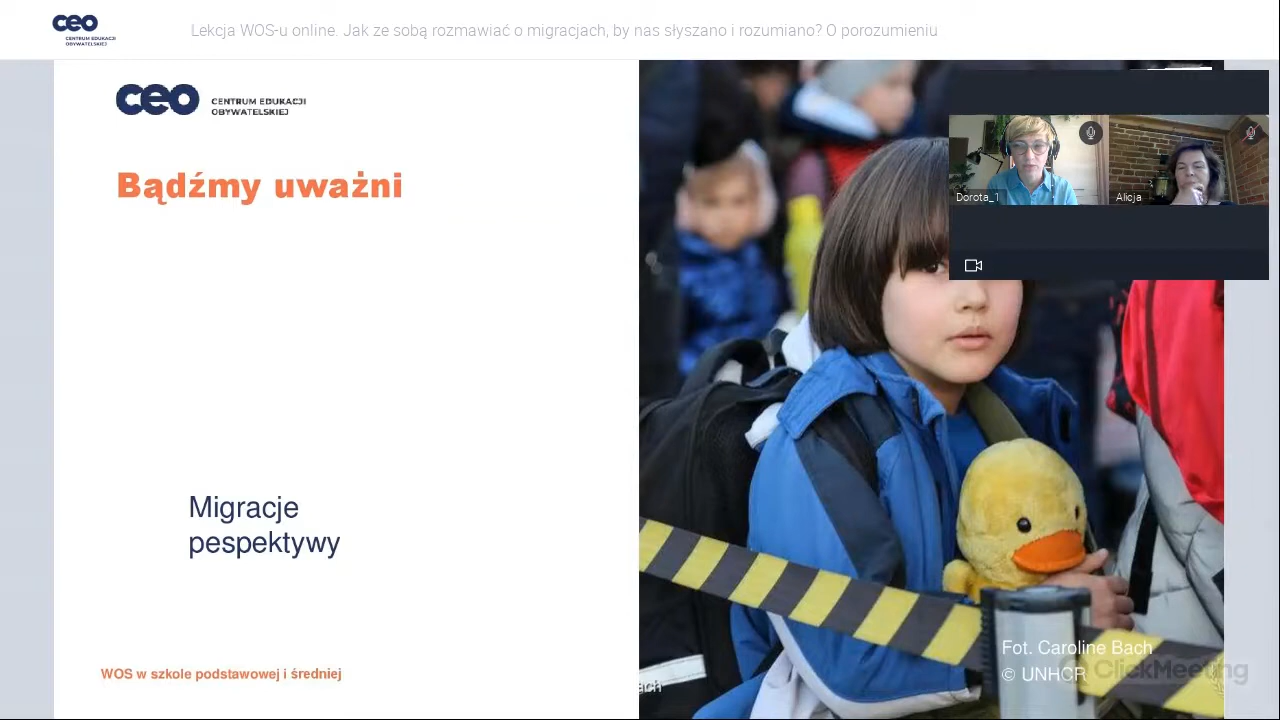 ceo
CENTRUM EDUKACJI
OBYWATELSKIEJ
Lekcja WOS-u online. Jak ze sobą rozmawiać o migracjach, by nas słyszano i rozumiano? O porozumieniu
ceo
CENTRUM EDUKACJI
OBYWATELSKIEJ
Bądźmy uważni
Dorota_1
Alicja
Migracje
pespektywy
Fot. Caroline Bach
© UNHCR
ClickMeeting
WOS w szkole podstawowej i średniej